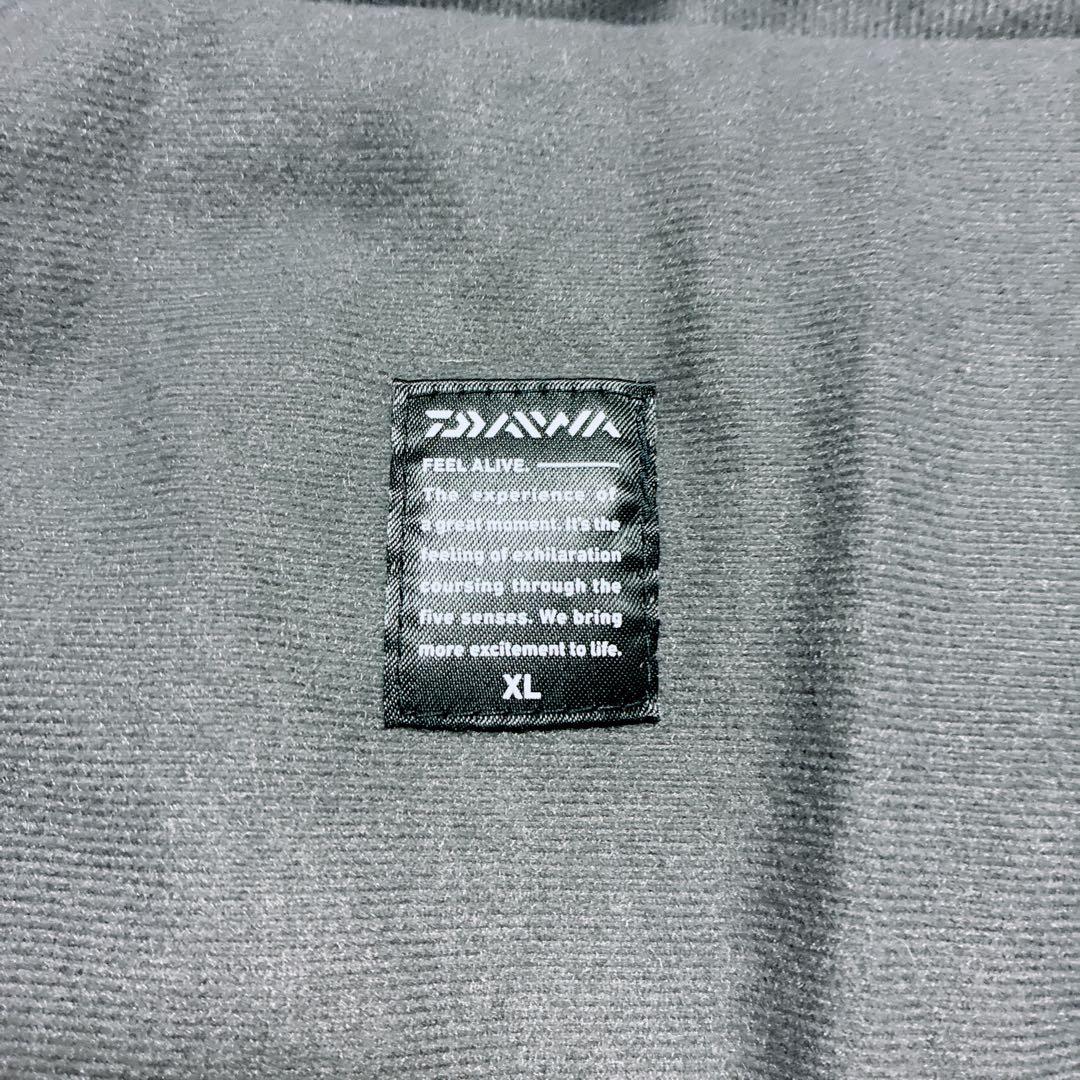 DAIWA
FEEL ALIVE.
The experience of
a great moment. It's the
feeling of exhilaration
coursing through the
five senses. We bring
more excitement to life.
XL